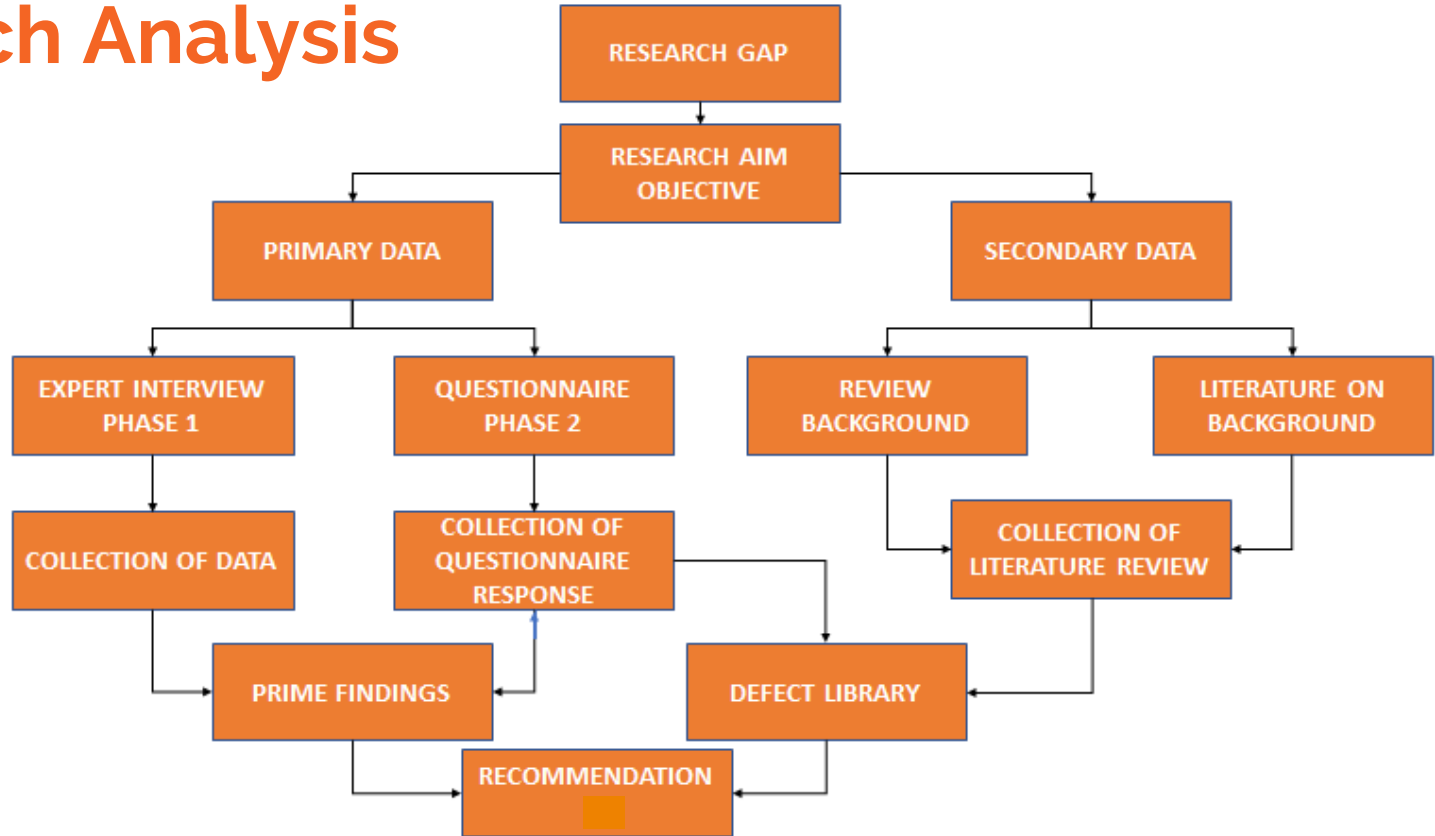 ch Analysis
RESEARCH GAP
RESEARCH AIM
OBJECTIVE
PRIMARY DATA
SECONDARY DATA
EXPERT INTERVIEW
PHASE 1
QUESTIONNAIRE
PHASE 2
REVIEW
BACKGROUND
LITERATURE ON
BACKGROUND
COLLECTION OF DATA
COLLECTION OF
QUESTIONNAIRE
RESPONSE
COLLECTION OF
LITERATURE REVIEW
PRIME FINDINGS
DEFECT LIBRARY
RECOMMENDATION